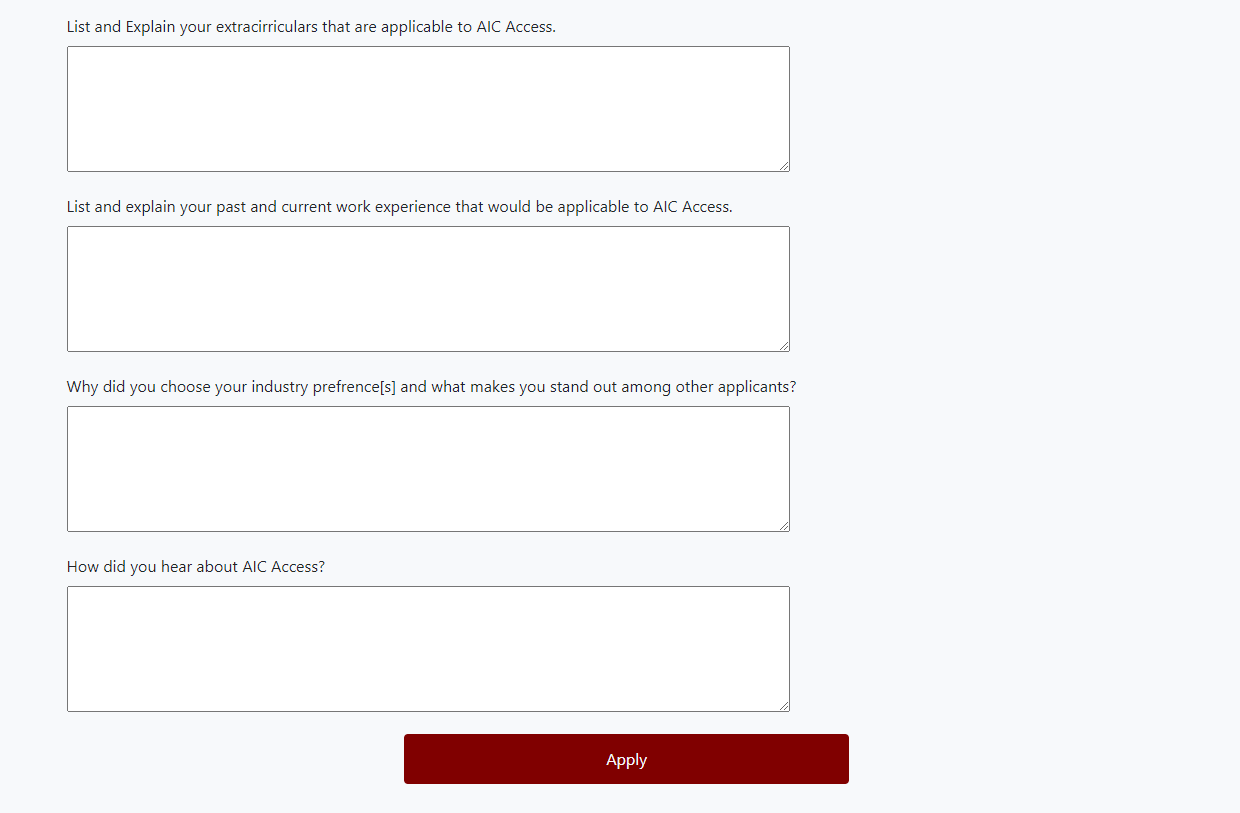 List and Explain your extracirriculars that are applicable to AIC Access.
List and explain your past and current work experience that would be applicable to AIC Access.
Why did you choose your industry prefrence[s] and what makes you stand out among other applicants?
How did you hear about AIC Access?
Apply